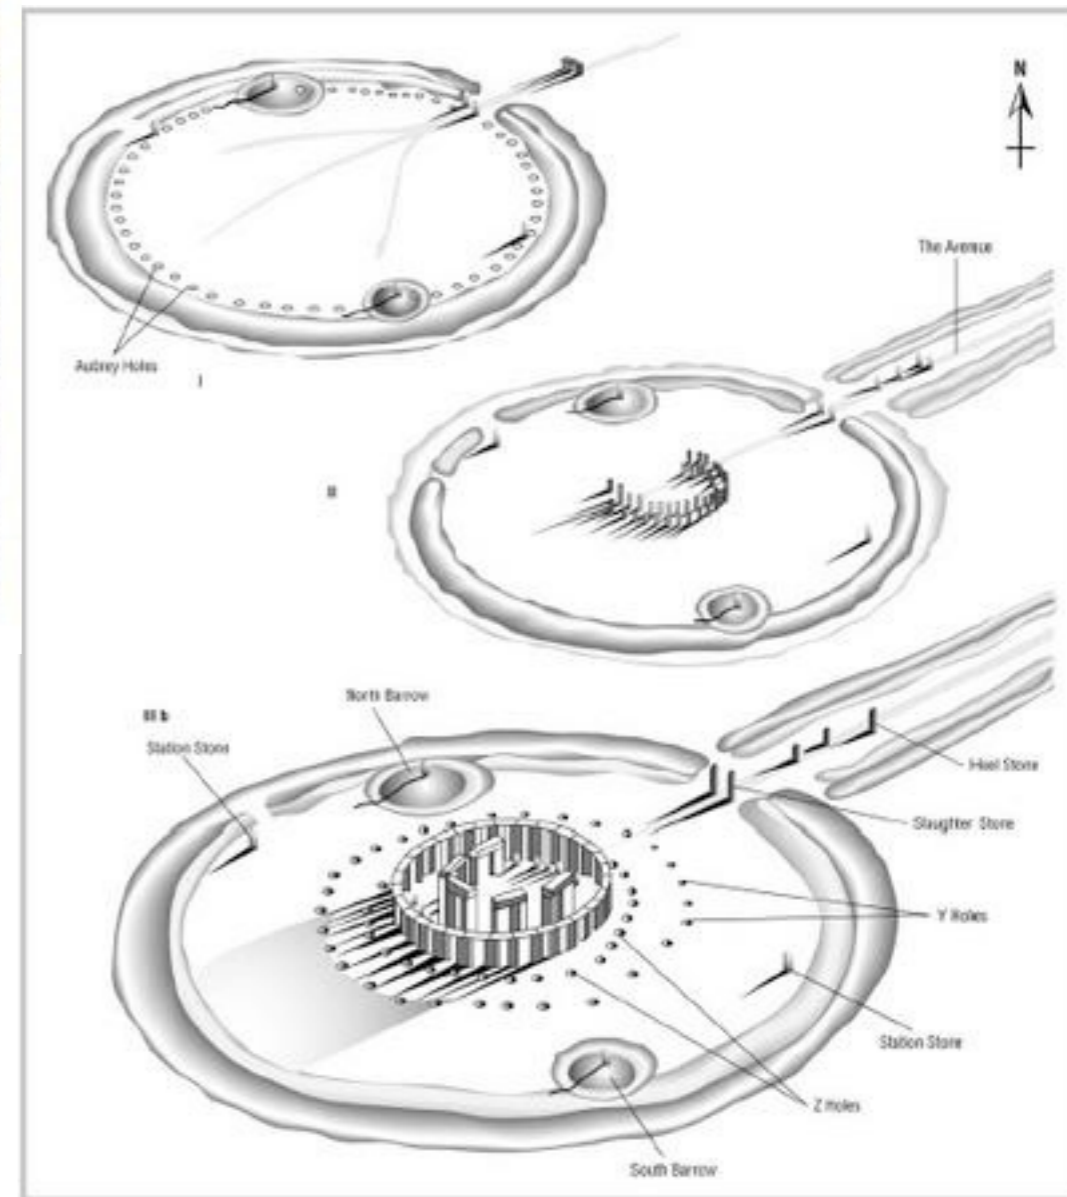 N
The Avenue
Aubrey Holes
I
II
North Barrow
III b
Station Stone
Heel Stone
Slaughter Stone
Y Holes
Station Stone
Z Holes
South Barrow